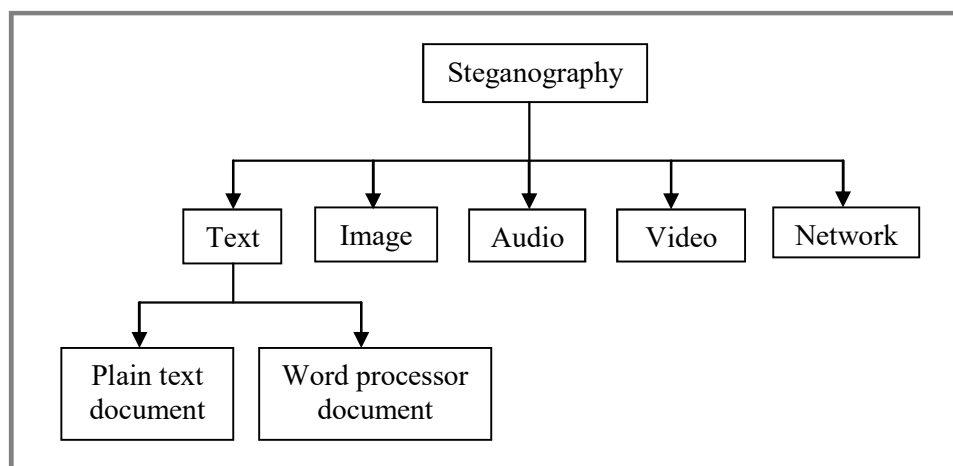 Steganography
Text
Image
Audio
Video
Network
Plain text
document
Word processor
document